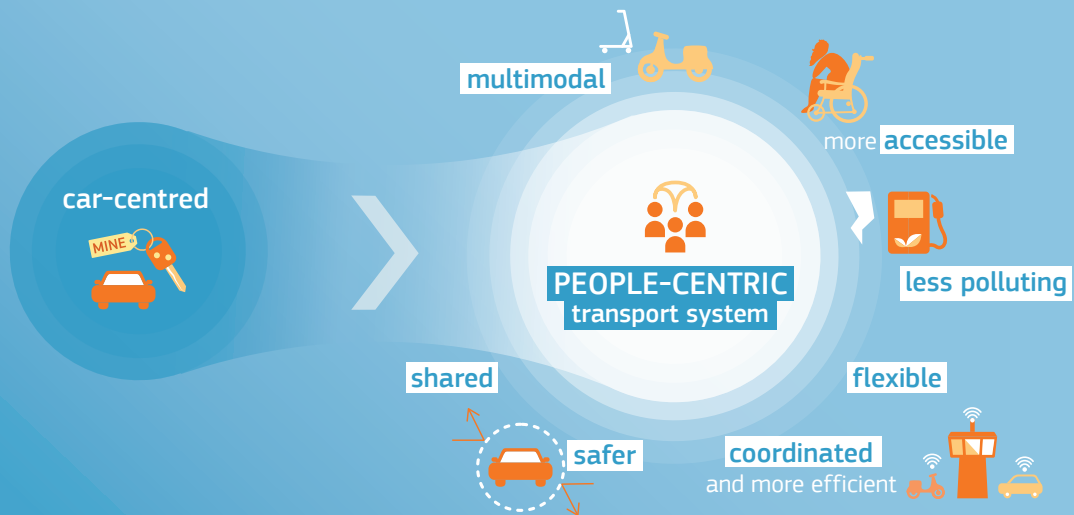 car-centred
MINE
PEOPLE-CENTRIC
transport system
multimodal
more accessible
less polluting
flexible
coordinated
and more efficient
safer
shared